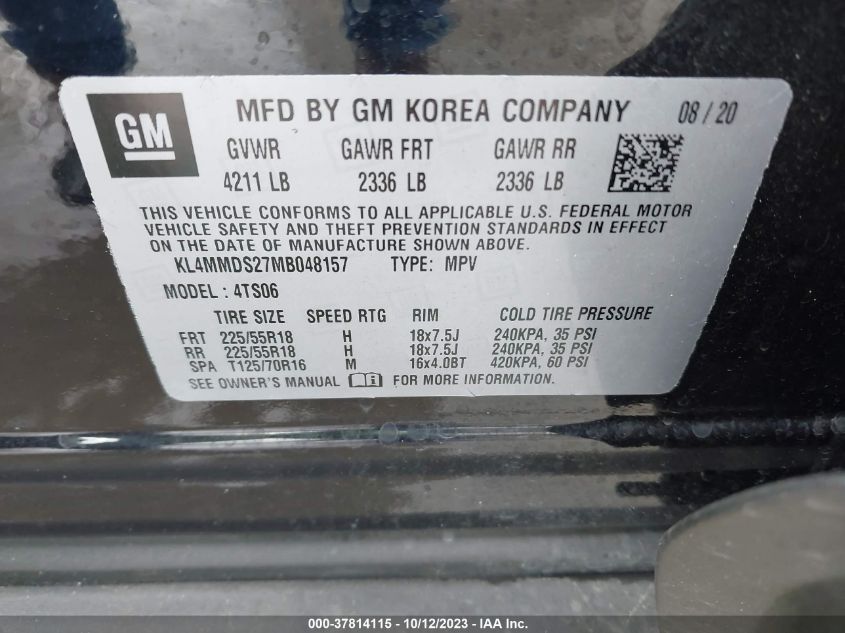 GM
MFD BY GM KOREA COMPANY 08/20
GVWR GAWR FRT GAWR RR
4211 LB 2336 LB 2336 LB
THIS VEHICLE CONFORMS TO ALL APPLICABLE U.S. FEDERAL MOTOR
VEHICLE SAFETY AND THEFT PREVENTION STANDARDS IN EFFECT
ON THE DATE OF MANUFACTURE SHOWN ABOVE.
KL4MMDS27MB048157 TYPE: MPV
MODEL: 4TS06
TIRE SIZE SPEED RTG RIM COLD TIRE PRESSURE
FRT 225/55R18 H 18x7.5J 240KPA, 35 PSI
RR 225/55R18 H 18x7.5J 240KPA, 35 PSI
SPA T125/70R16 M 16x4.0BT 420KPA, 60 PSI
SEE OWNER'S MANUAL FOR MORE INFORMATION.
000-37814115 - 10/12/2023 - IAA Inc.